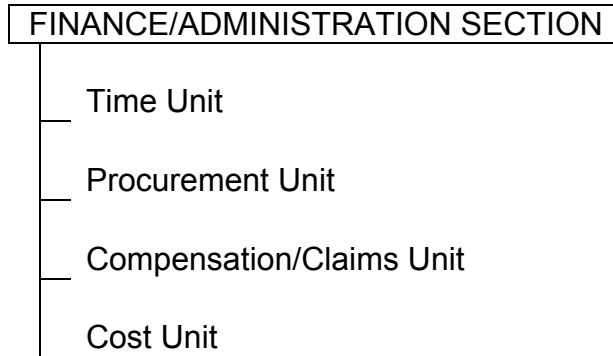 FINANCE/ADMINISTRATION SECTION
Time Unit
Procurement Unit
Compensation/Claims Unit
Cost Unit